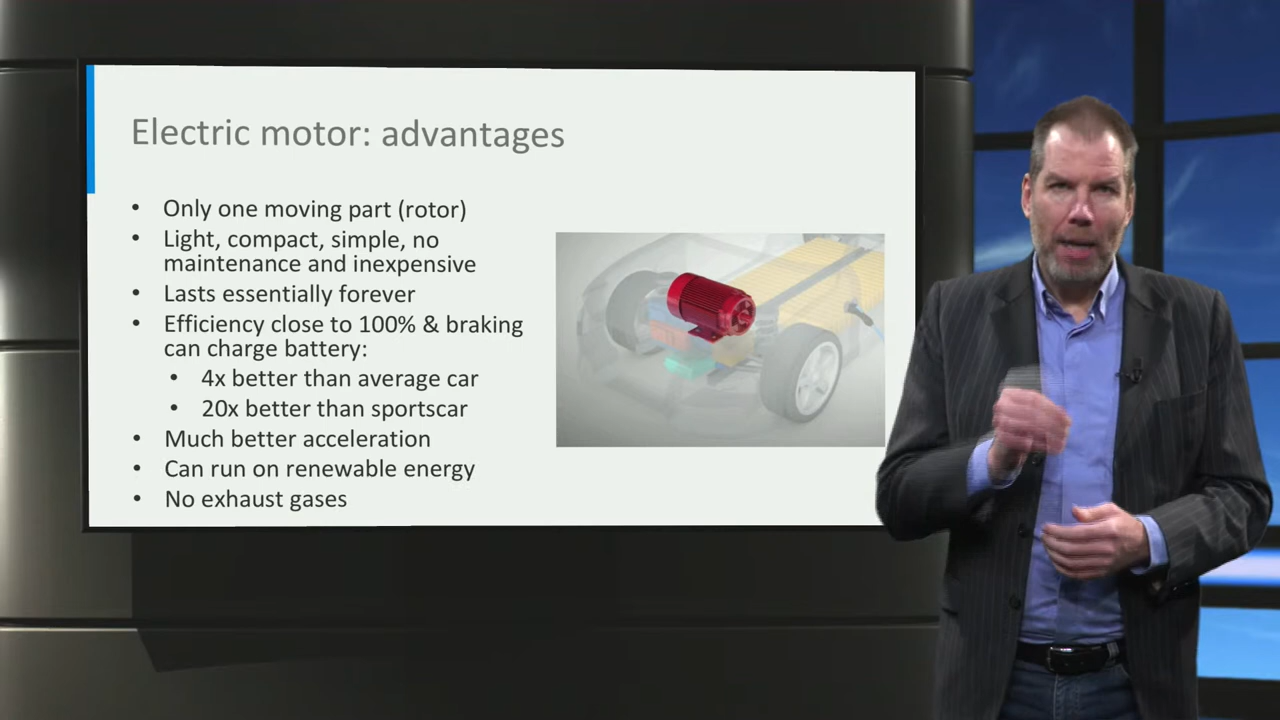 Electric motor: advantages
• Only one moving part (rotor)
• Light, compact, simple, no
maintenance and inexpensive
• Lasts essentially forever
• Efficiency close to 100% & braking
can charge battery:
• 4x better than average car
• 20x better than sportscar
• Much better acceleration
• Can run on renewable energy
• No exhaust gases